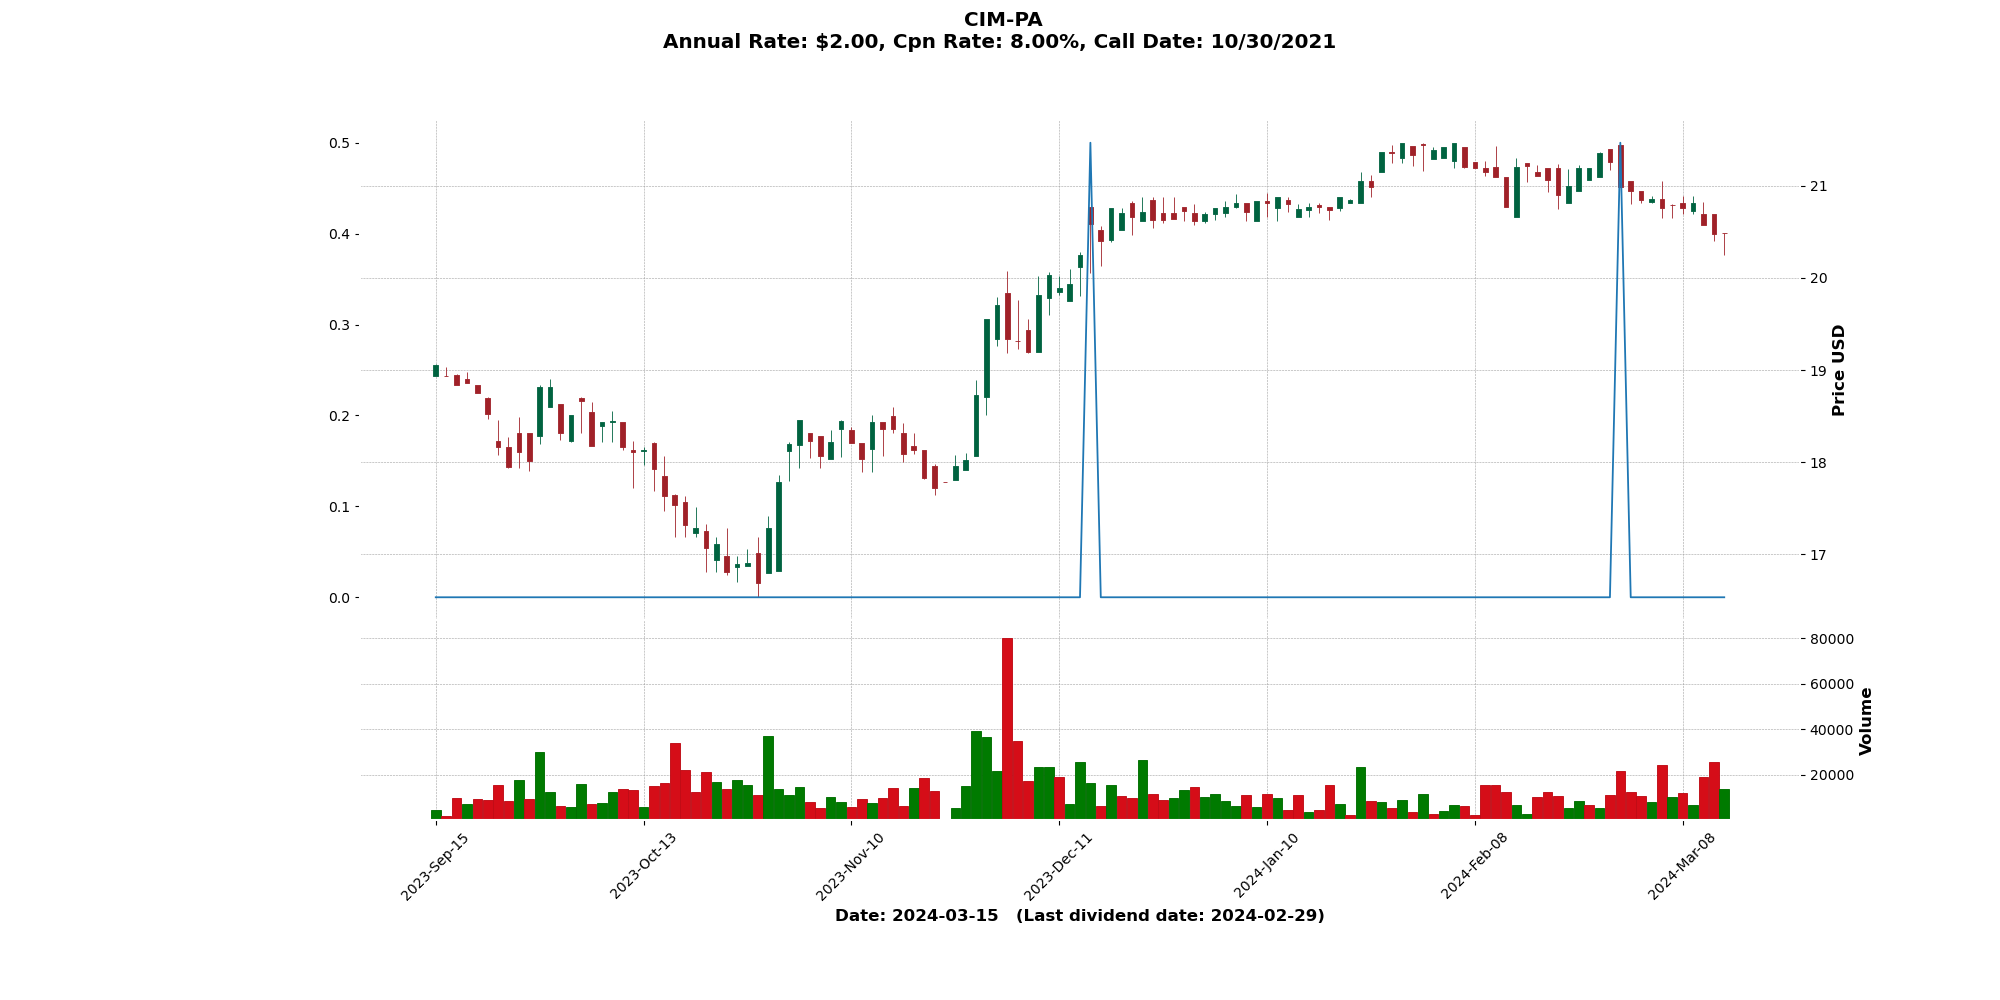 CIM-PA
Annual Rate: $2.00, Cpn Rate: 8.00%, Call Date: 10/30/2021
0.5
0.4
0.3
0.2
0.1
0.0
21
20
19
18
17
Price USD
80000
60000
40000
20000
Volume
2023-Sep-15
2023-Oct-13
2023-Nov-10
2023-Dec-11
2024-Jan-10
2024-Feb-08
2024-Mar-08
Date: 2024-03-15 (Last dividend date: 2024-02-29)